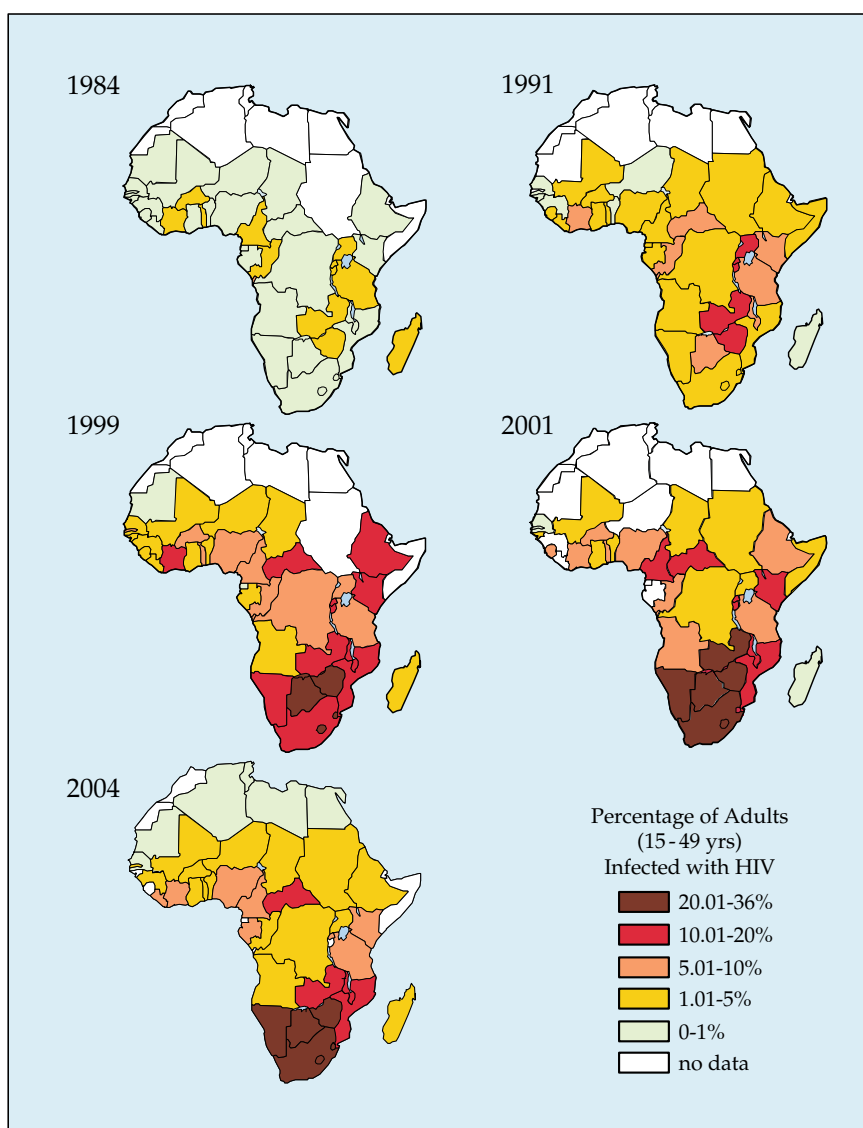 1984
1991
1999
2001
2004
Percentage of Adults
(15-49 yrs)
Infected with HIV
20.01-36%
10.01-20%
5.01-10%
1.01-5%
0-1%
no data